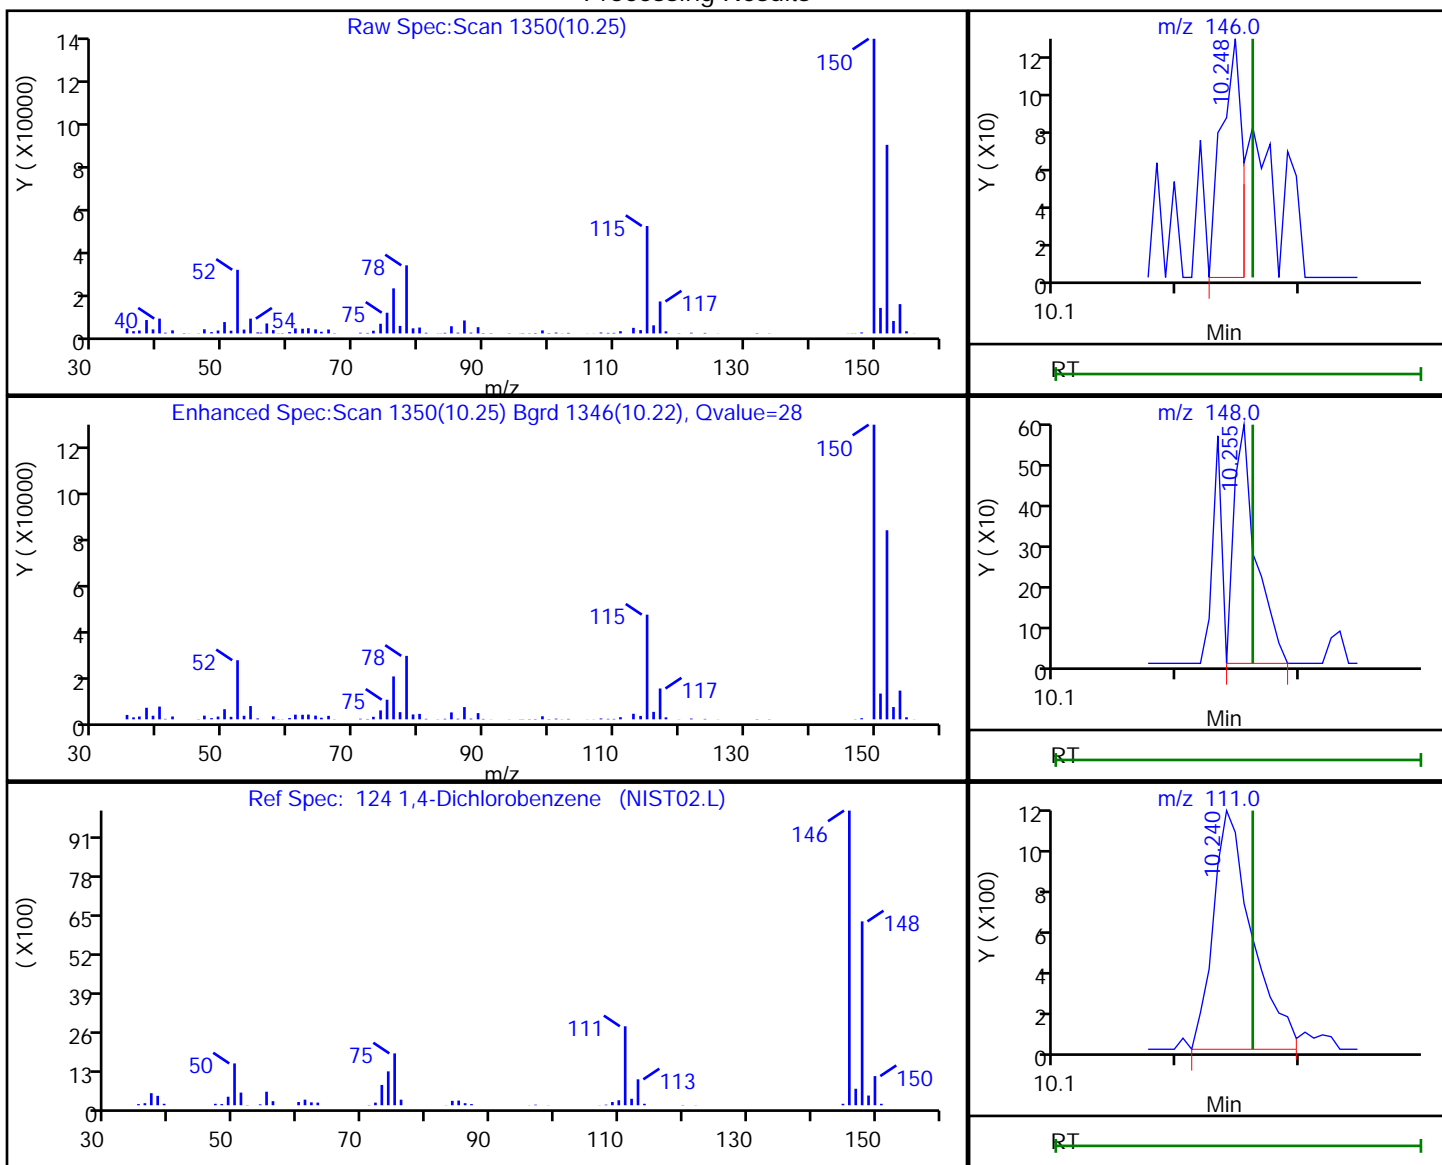 Processing Results
Raw Spec:Scan 1350(10.25)
Y ( X10000)
14
12
10
8
6
4
2
0
150
115
117
78
75
52
54
40
30 50 70 90 110 130 150
m/z
m/z 146.0
Y ( X10)
12
10
8
6
4
2
0
10.248
10.1
Min
RT
Enhanced Spec:Scan 1350(10.25) Bgrd 1346(10.22), Qvalue=28
Y ( X10000)
12
10
8
6
4
2
0
150
115
117
78
75
52
30 50 70 90 110 130 150
m/z
m/z 148.0
Y ( X10)
60
50
40
30
20
10
0
10.255
10.1
Min
RT
Ref Spec: 124 1,4-Dichlorobenzene (NIST02.L)
( X100)
91
78
65
52
39
26
13
0
146
148
111
113
150
75
50
30 50 70 90 110 130 150
m/z 111.0
Y ( X100)
12
10
8
6
4
2
0
10.240
10.1
Min
RT